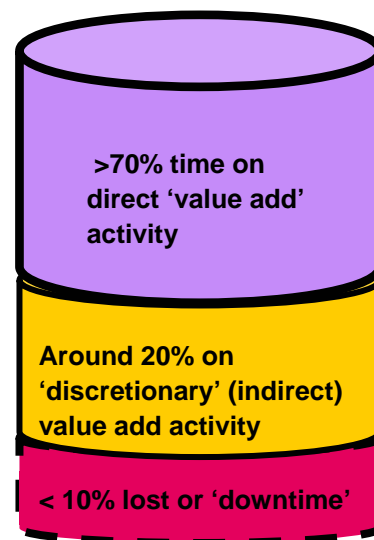 >70% time on
direct ‘value add’
activity
Around 20% on
‘discretionary’ (indirect)
value add activity
< 10% lost or ‘downtime’